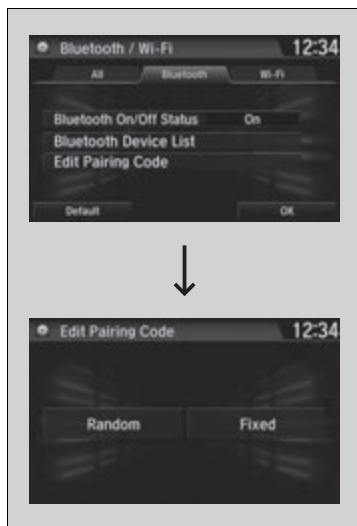 Bluetooth / Wi-Fi 12:34
All Bluetooth Wi-Fi
Bluetooth On/Off Status On
Bluetooth Device List
Edit Pairing Code
Default OK
Edit Pairing Code 12:34
Random Fixed